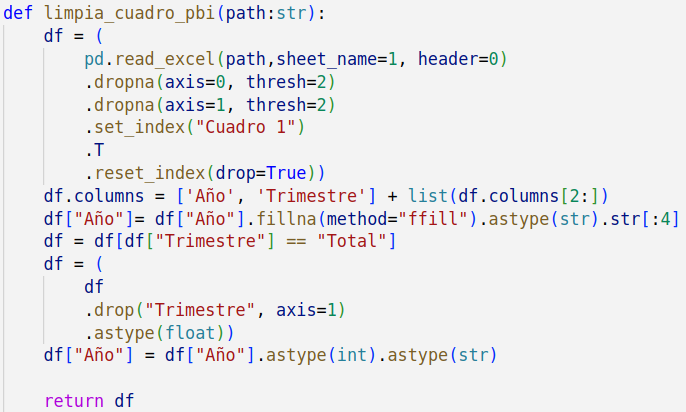 def limpia_cuadro_pbi(path:str):
    df = (
        pd.read_excel(path,sheet_name=1, header=0)
        .dropna(axis=0, thresh=2)
        .dropna(axis=1, thresh=2)
        .set_index("Cuadro 1")
        .T
        .reset_index(drop=True))
    df.columns = ['Año', 'Trimestre'] + list(df.columns[2:])
    df["Año"]= df["Año"].fillna(method="ffill").astype(str).str[:4]
    df = df[df["Trimestre"] == "Total"]
    df = (
        df
        .drop("Trimestre", axis=1)
        .astype(float))
    df["Año"] = df["Año"].astype(int).astype(str)

    return df